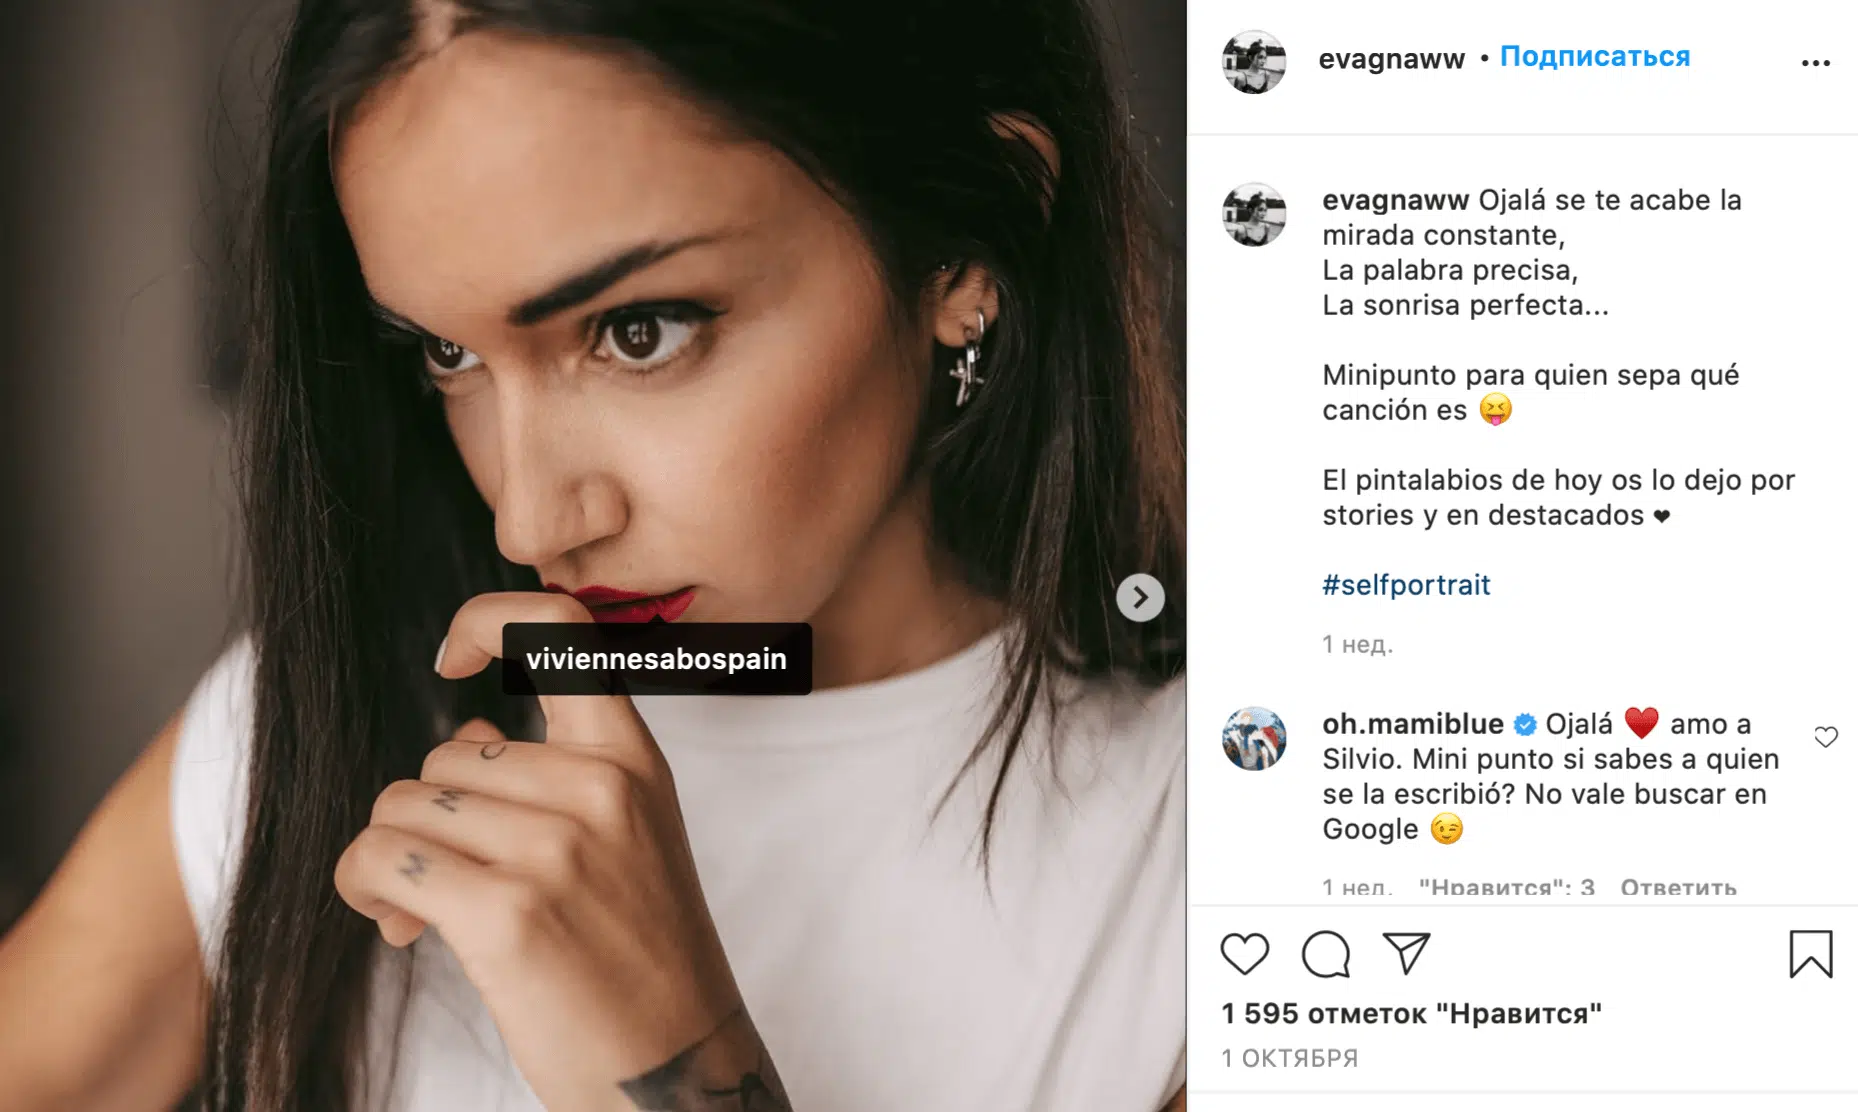 viviennesabospain
C
M
M
evagnaww • Подписаться
evagnaww Ojalá se te acabe la
mirada constante,
La palabra precisa,
La sonrisa perfecta...
Minipunto para quien sepa qué
canción es 😝
El pintalabios de hoy os lo dejo por
stories y en destacados ❤
#selfportrait
1 нед.
oh.mamiblue Ojalá ♥️ amo a
Silvio. Mini punto si sabes a quien
se la escribió? No vale buscar en
Google 😉
1 нед. "Нравится": 3 Ответить
1 595 отметок "Нравится"
1 ОКТЯБРЯ